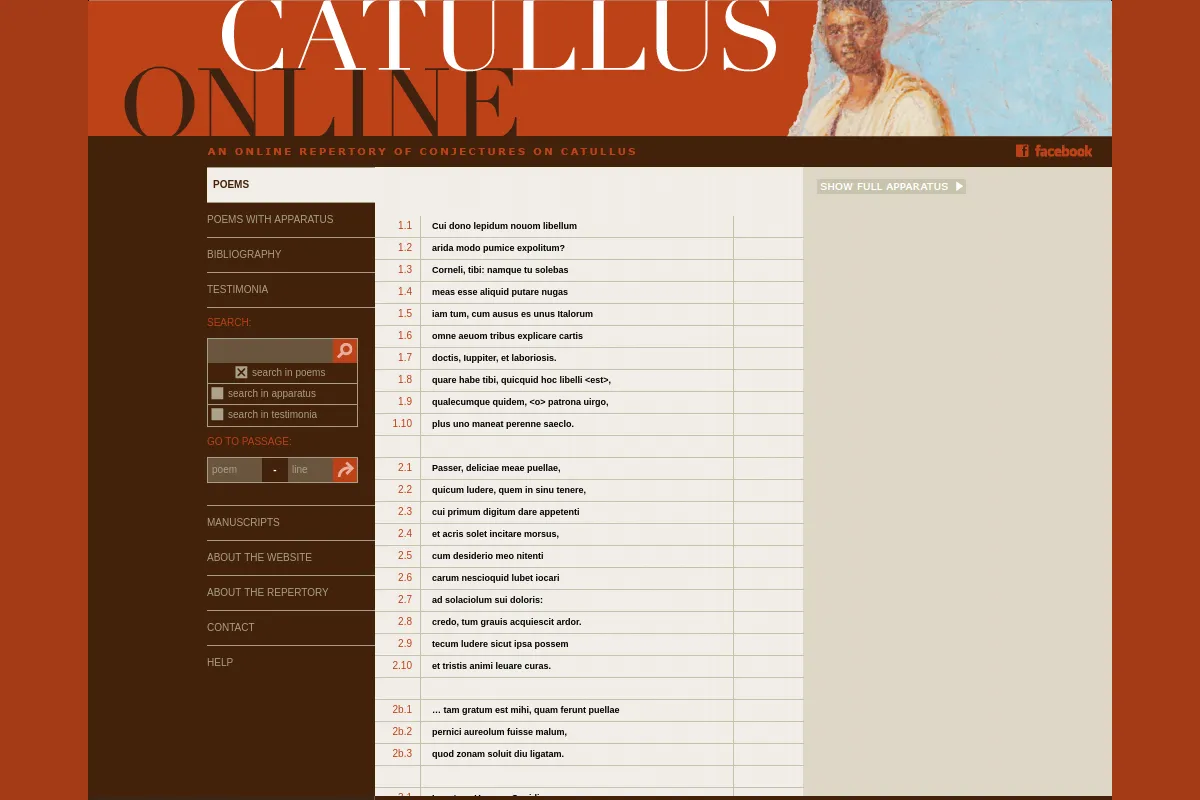 CATULLUS
ONLINE
AN ONLINE REPERTORY OF CONJECTURES ON CATULLUS
facebook
POEMS
POEMS WITH APPARATUS
BIBLIOGRAPHY
TESTIMONIA
SEARCH:
search in poems
search in apparatus
search in testimonia
GO TO PASSAGE:
poem - line
MANUSCRIPTS
ABOUT THE WEBSITE
ABOUT THE REPERTORY
CONTACT
HELP
1.1 Cui dono lepidum nouom libellum
1.2 arida modo pumice expolitum?
1.3 Corneli, tibi: namque tu solebas
1.4 meas esse aliquid putare nugas
1.5 iam tum, cum ausus es unus Italorum
1.6 omne aeuom tribus explicare cartis
1.7 doctis, Iuppiter, et laboriosis.
1.8 quare habe tibi, quicquid hoc libelli <est>,
1.9 qualecumque quidem, <o> patrona uirgo,
1.10 plus uno maneat perenne saeclo.
2.1 Passer, deliciae meae puellae,
2.2 quicum ludere, quem in sinu tenere,
2.3 cui primum digitum dare appetenti
2.4 et acris solet incitare morsus,
2.5 cum desiderio meo nitenti
2.6 carum nescioquid lubet iocari
2.7 ad solaciolum sui doloris:
2.8 credo, tum grauis acquiescit ardor.
2.9 tecum ludere sicut ipsa possem
2.10 et tristis animi leuare curas.
2b.1 … tam gratum est mihi, quam ferunt puellae
2b.2 pernici aureolum fuisse malum,
2b.3 quod zonam soluit diu ligatam.
SHOW FULL APPARATUS